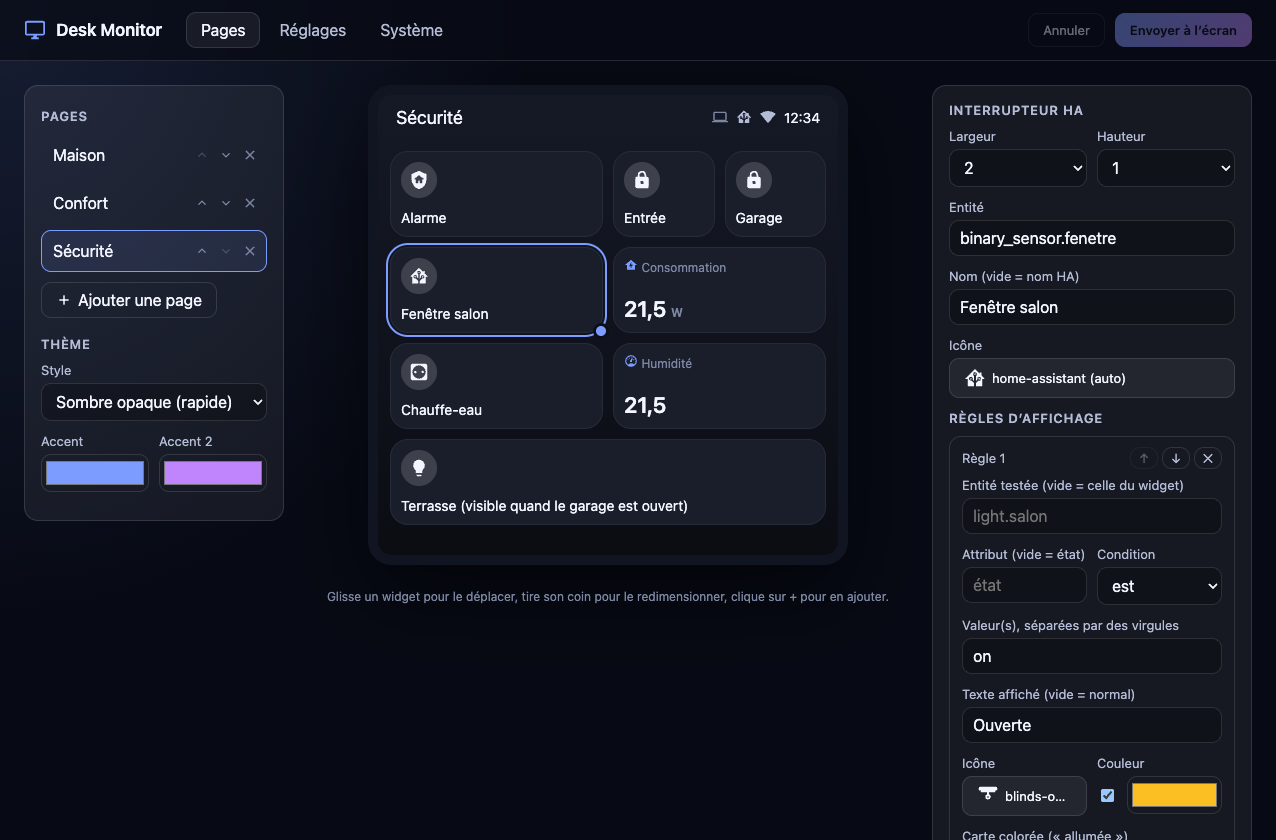 Desk Monitor Pages Réglages Système Annuler Envoyer à l'écran
PAGES
Maison
Confort
Sécurité
+ Ajouter une page
THÈME
Style
Sombre opaque (rapide)
Accent Accent 2
Sécurité 12:34
Alarme Entrée Garage
Fenêtre salon
Consommation
21,5 W
Chauffe-eau
Humidité
21,5
Terrasse (visible quand le garage est ouvert)
Glisse un widget pour le déplacer, tire son coin pour le redimensionner, clique sur + pour en ajouter.
INTERRUPTEUR HA
Largeur Hauteur
2 1
Entité
binary_sensor.fenetre
Nom (vide = nom HA)
Fenêtre salon
Icône
home-assistant (auto)
RÈGLES D'AFFICHAGE
Règle 1
Entité testée (vide = celle du widget)
light.salon
Attribut (vide = état) Condition
état est
Valeur(s), séparées par des virgules
on
Texte affiché (vide = normal)
Ouverte
Icône Couleur
blinds-o...
Carte colorée (« allumée »)